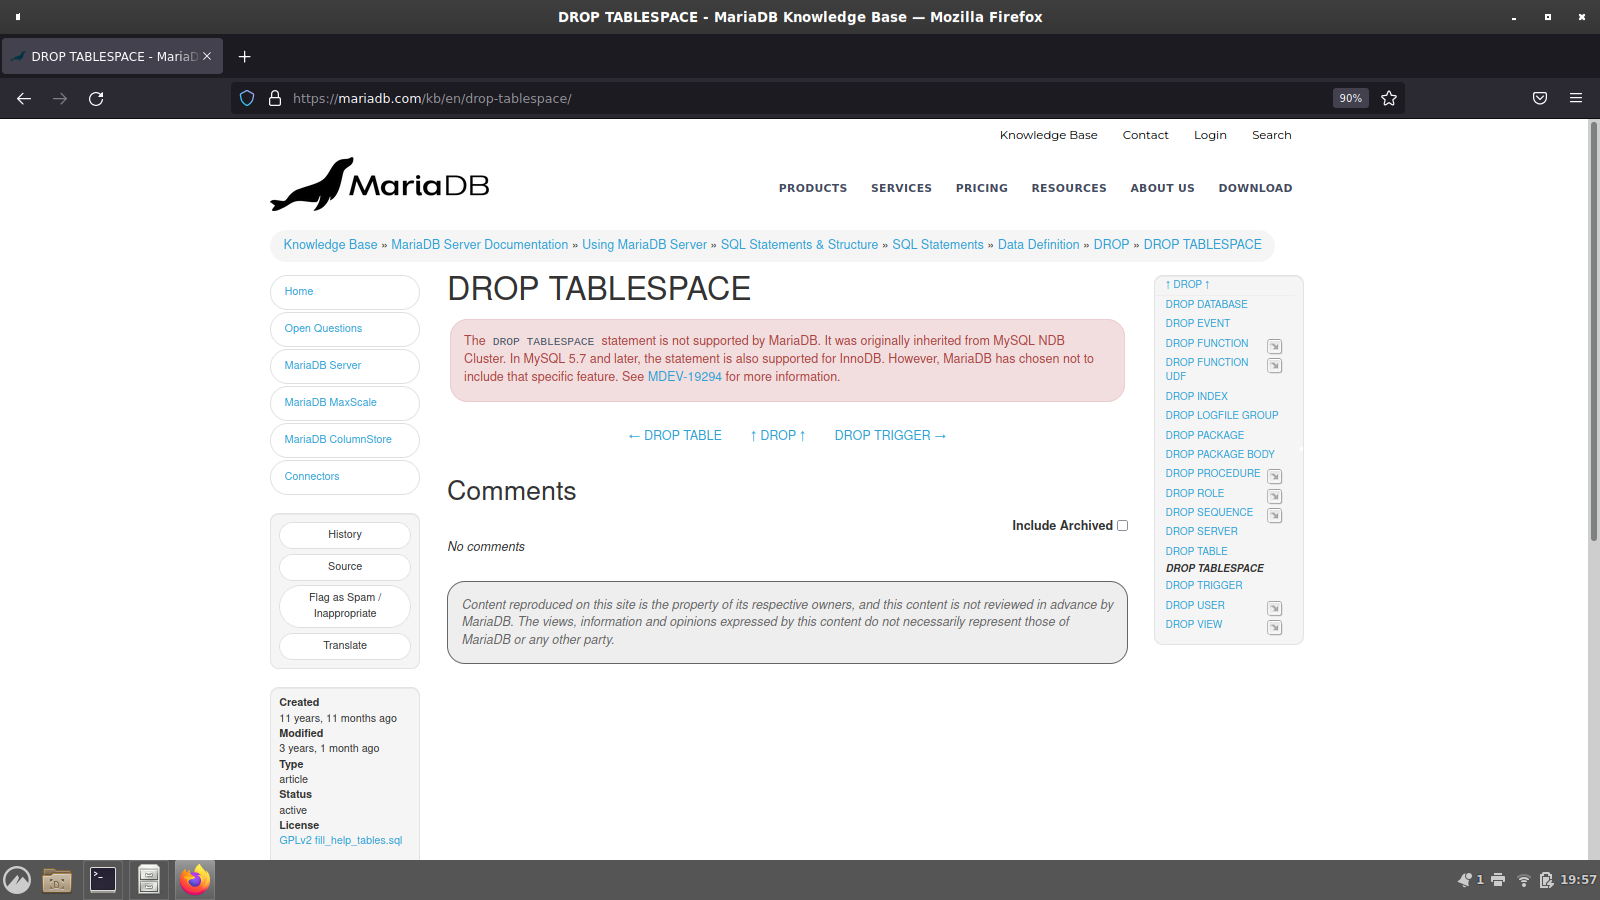 DROP TABLESPACE - MariaDB Knowledge Base — Mozilla Firefox
DROP TABLESPACE - MariaD
https://mariadb.com/kb/en/drop-tablespace/
90%
Knowledge Base Contact Login Search
MariaDB
PRODUCTS SERVICES PRICING RESOURCES ABOUT US DOWNLOAD
Knowledge Base » MariaDB Server Documentation » Using MariaDB Server » SQL Statements & Structure » SQL Statements » Data Definition » DROP » DROP TABLESPACE
Home
Open Questions
MariaDB Server
MariaDB MaxScale
MariaDB ColumnStore
Connectors
History
Source
Flag as Spam /
Inappropriate
Translate
Created
11 years, 11 months ago
Modified
3 years, 1 month ago
Type
article
Status
active
License
GPLv2 fill_help_tables.sql
DROP TABLESPACE
The DROP TABLESPACE statement is not supported by MariaDB. It was originally inherited from MySQL NDB
Cluster. In MySQL 5.7 and later, the statement is also supported for InnoDB. However, MariaDB has chosen not to
include that specific feature. See MDEV-19294 for more information.
← DROP TABLE ↑ DROP ↑ DROP TRIGGER →
Comments
Include Archived
No comments
Content reproduced on this site is the property of its respective owners, and this content is not reviewed in advance by
MariaDB. The views, information and opinions expressed by this content do not necessarily represent those of
MariaDB or any other party.
↑ DROP ↑
DROP DATABASE
DROP EVENT
DROP FUNCTION
DROP FUNCTION
UDF
DROP INDEX
DROP LOGFILE GROUP
DROP PACKAGE
DROP PACKAGE BODY
DROP PROCEDURE
DROP ROLE
DROP SEQUENCE
DROP SERVER
DROP TABLE
DROP TABLESPACE
DROP TRIGGER
DROP USER
DROP VIEW
1
19:57